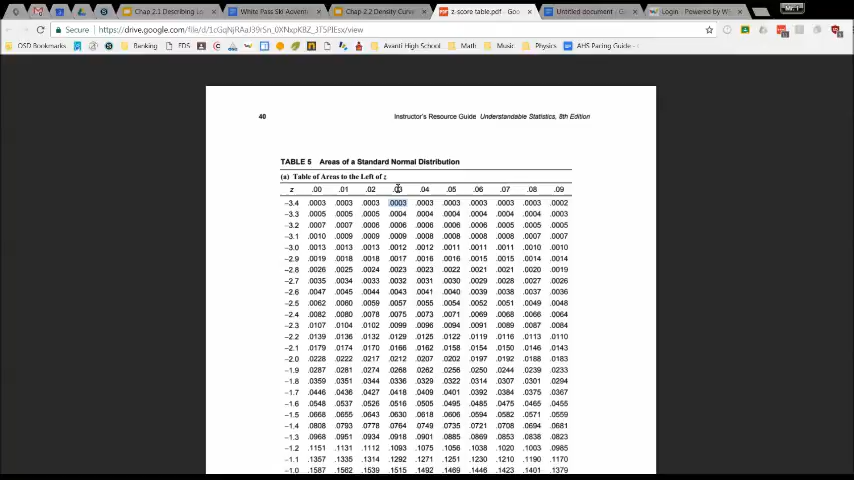 Chap 2.1 Describing Lo
White Pass Ski Adventu
Chap 2.2 Density Curve
z-score table.pdf - Goo
Untitled document - Goo
Login - Powered by W
Secure
OSD Bookmarks
Banking
FDS
Avanti High School
Math
Music
Physics
AHS Pacing Guide -
40
Instructor's Resource Guide Understandable Statistics, 8th Edition
TABLE 5 Areas of a Standard Normal Distribution
(a) Table of Areas to the Left of z
z .00 .01 .02 .03 .04 .05 .06 .07 .08 .09
−3.4 .0003 .0003 .0003 .0003 .0003 .0003 .0003 .0003 .0003 .0002
−3.3 .0005 .0005 .0005 .0004 .0004 .0004 .0004 .0004 .0004 .0003
−3.2 .0007 .0007 .0006 .0006 .0006 .0006 .0006 .0005 .0005 .0005
−3.1 .0010 .0009 .0009 .0009 .0008 .0008 .0008 .0008 .0007 .0007
−3.0 .0013 .0013 .0013 .0012 .0012 .0011 .0011 .0011 .0010 .0010
−2.9 .0019 .0018 .0018 .0017 .0016 .0016 .0015 .0015 .0014 .0014
−2.8 .0026 .0025 .0024 .0023 .0023 .0022 .0021 .0021 .0020 .0019
−2.7 .0035 .0034 .0033 .0032 .0031 .0030 .0029 .0028 .0027 .0026
−2.6 .0047 .0045 .0044 .0043 .0041 .0040 .0039 .0038 .0037 .0036
−2.5 .0062 .0060 .0059 .0057 .0055 .0054 .0052 .0051 .0049 .0048
−2.4 .0082 .0080 .0078 .0075 .0073 .0071 .0069 .0068 .0066 .0064
−2.3 .0107 .0104 .0102 .0099 .0096 .0094 .0091 .0089 .0087 .0084
−2.2 .0139 .0136 .0132 .0129 .0125 .0122 .0119 .0116 .0113 .0110
−2.1 .0179 .0174 .0170 .0166 .0162 .0158 .0154 .0150 .0146 .0143
−2.0 .0228 .0222 .0217 .0212 .0207 .0202 .0197 .0192 .0188 .0183
−1.9 .0287 .0281 .0274 .0268 .0262 .0256 .0250 .0244 .0239 .0233
−1.8 .0359 .0351 .0344 .0336 .0329 .0322 .0314 .0307 .0301 .0294
−1.7 .0446 .0436 .0427 .0418 .0409 .0401 .0392 .0384 .0375 .0367
−1.6 .0548 .0537 .0526 .0516 .0505 .0495 .0485 .0475 .0465 .0455
−1.5 .0668 .0655 .0643 .0630 .0618 .0606 .0594 .0582 .0571 .0559
−1.4 .0808 .0793 .0778 .0764 .0749 .0735 .0721 .0708 .0694 .0681
−1.3 .0968 .0951 .0934 .0918 .0901 .0885 .0869 .0853 .0838 .0823
−1.2 .1151 .1131 .1112 .1093 .1075 .1056 .1038 .1020 .1003 .0985
−1.1 .1357 .1335 .1314 .1292 .1271 .1251 .1230 .1210 .1190 .1170
−1.0 .1587 .1562 .1539 .1515 .1492 .1469 .1446 .1423 .1401 .1379